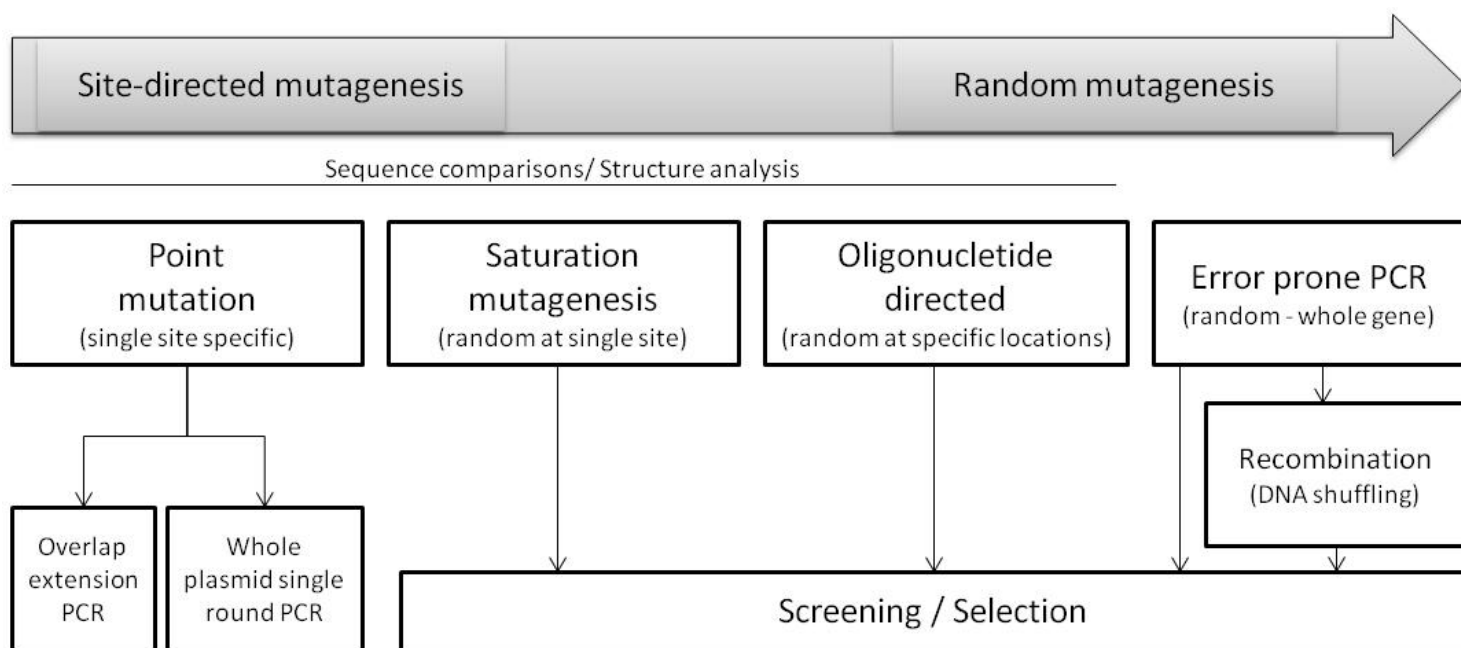 Site-directed mutagenesis
Random mutagenesis
Sequence comparisons/ Structure analysis
Point
mutation
(single site specific)
Saturation
mutagenesis
(random at single site)
Oligonucletide
directed
(random at specific locations)
Error prone PCR
(random - whole gene)
Recombination
(DNA shuffling)
Overlap
extension
PCR
Whole
plasmid single
round PCR
Screening / Selection